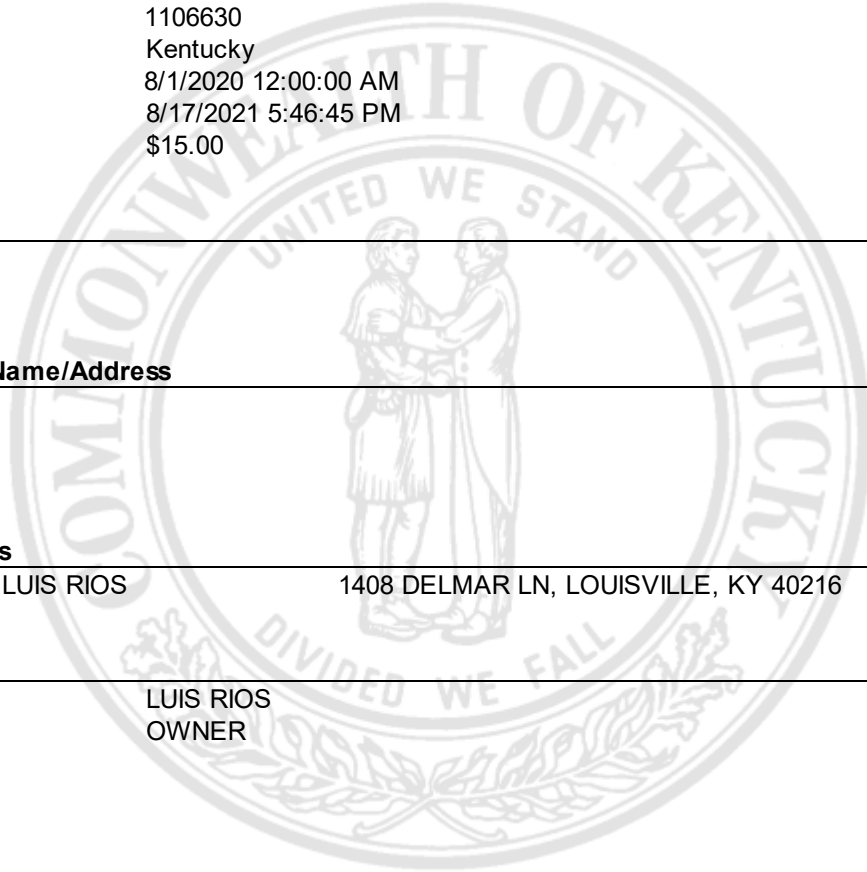 1106630
Kentucky
8/1/2020 12:00:00 AM
8/17/2021 5:46:45 PM
$15.00
COMMONWEALTH OF KENTUCKY
UNITED WE STAND
Name/Address
s
LUIS RIOS 1408 DELMAR LN, LOUISVILLE, KY 40216
DIVIDED WE FALL
LUIS RIOS
OWNER